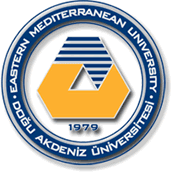 EASTERN MEDITERRANEAN UNIVERSITY
1979
DOĞU AKDENİZ ÜNİVERSİTESİ